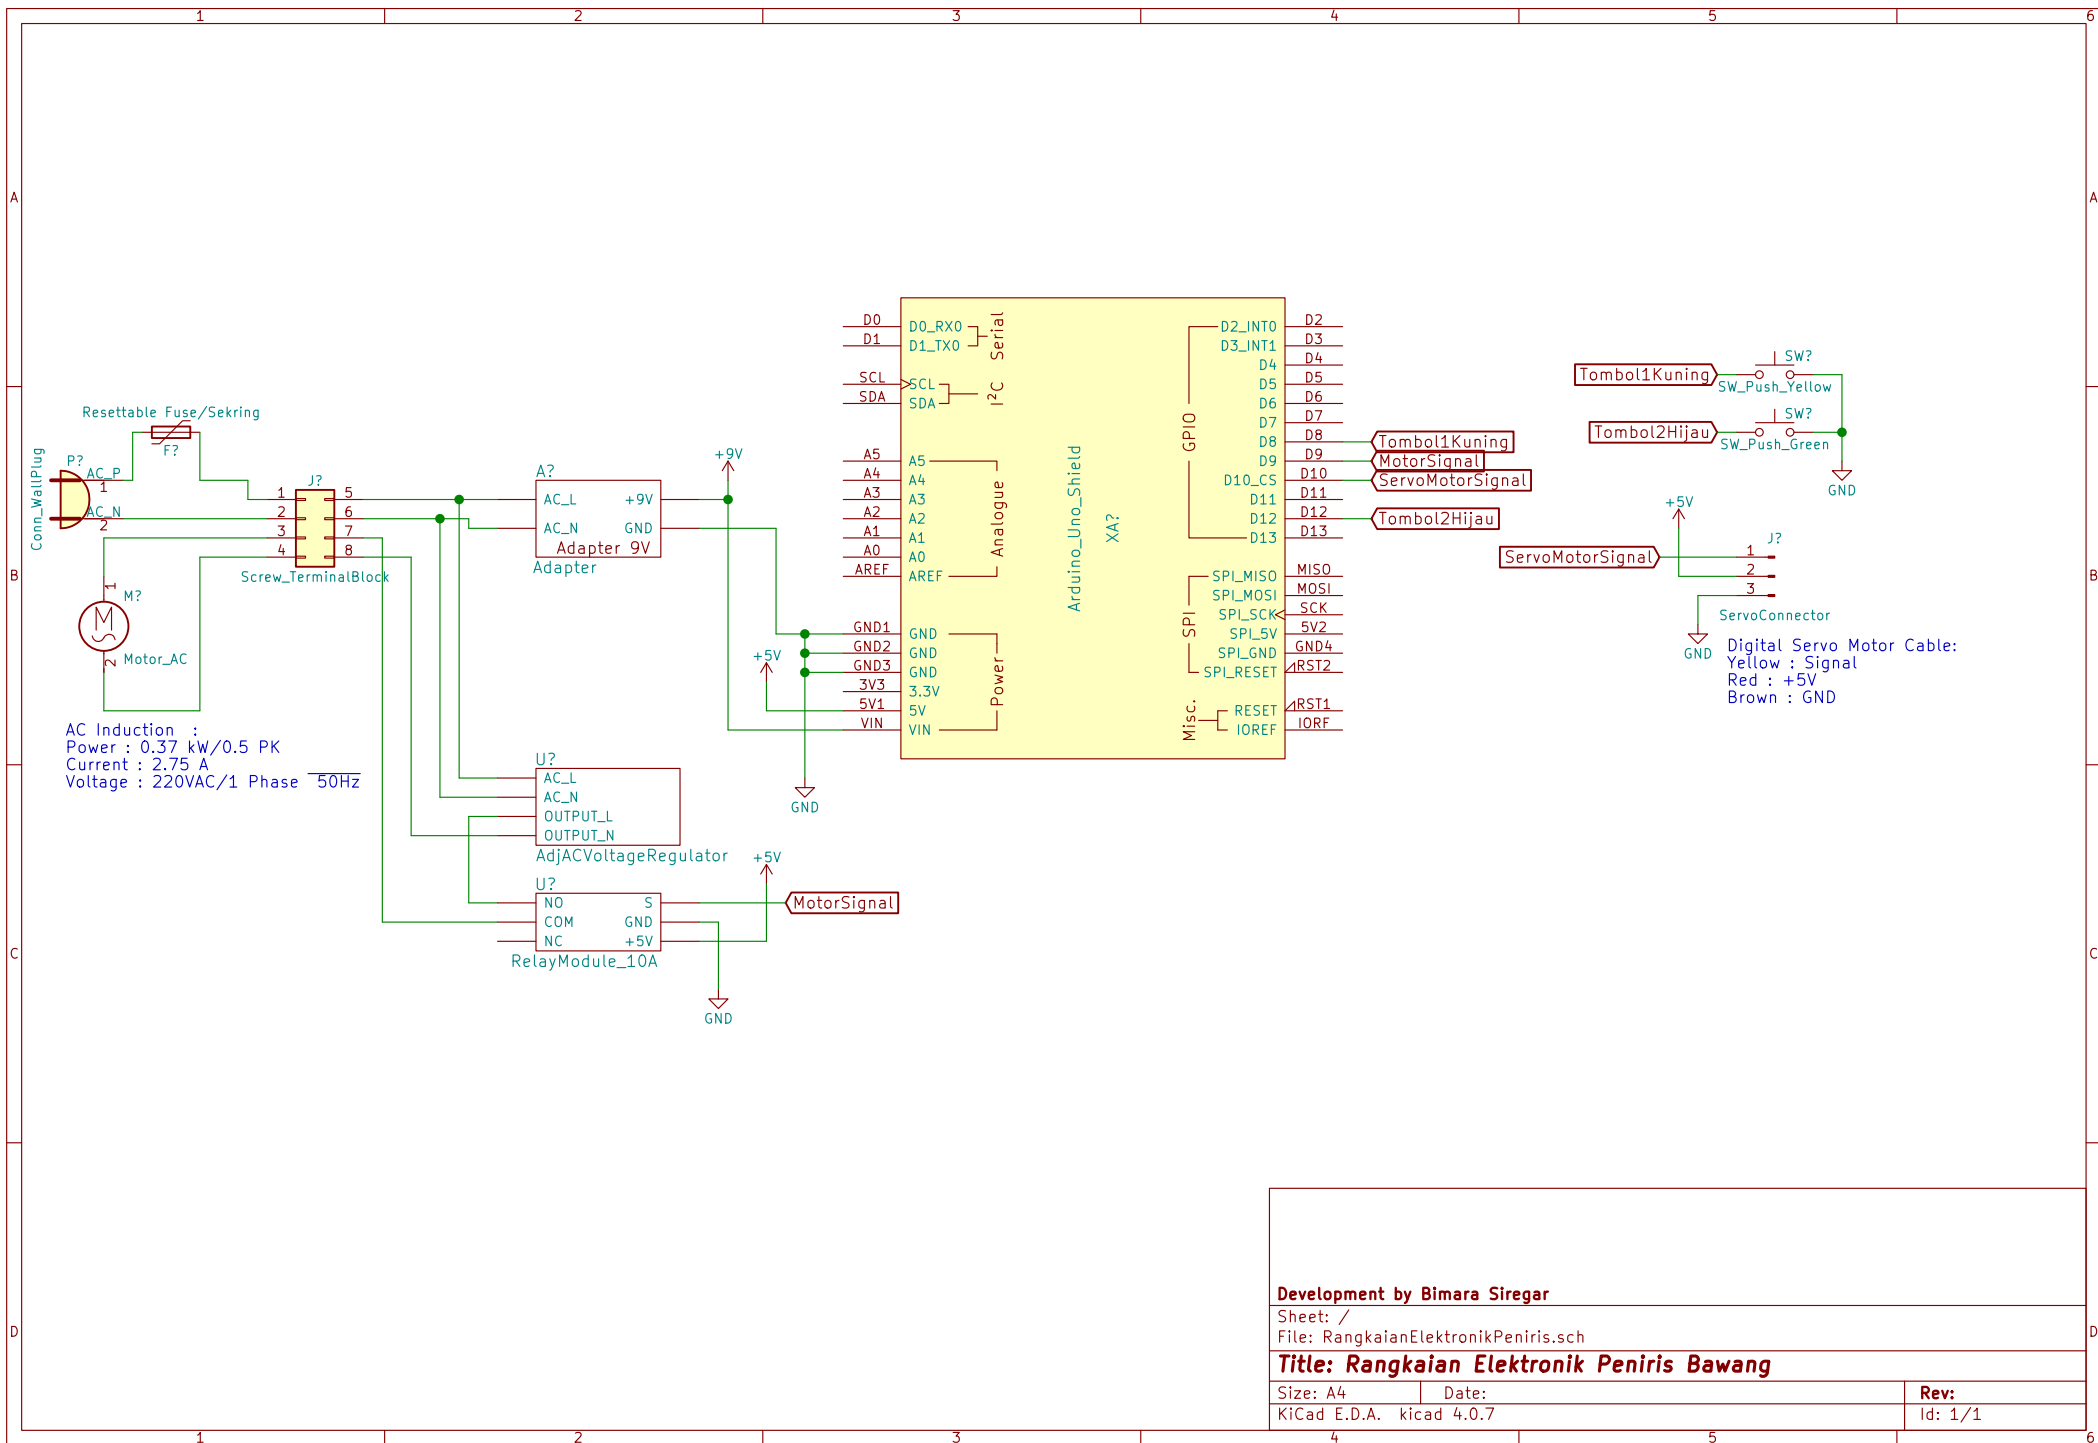 1 2 3 4 5 6
A A
B B
C C
D D
Resettable Fuse/Sekring
F?
Conn_WallPlug
P?
AC_P
1
AC_N
2
J?
1 5
2 6
3 7
4 8
Screw_TerminalBlock
1
M?
M
Motor_AC
2
AC Induction :
Power : 0.37 kW/0.5 PK
Current : 2.75 A
Voltage : 220VAC/1 Phase 50Hz
A?
AC_L +9V
AC_N GND
Adapter 9V
Adapter
+9V
+5V
GND
U?
AC_L
AC_N
OUTPUT_L
OUTPUT_N
AdjACVoltageRegulator
U?
NO S
COM GND
NC +5V
RelayModule_10A
+5V
MotorSignal
GND
D0 D0_RX0
D1 D1_TX0
Serial
SCL SCL
SDA SDA
I²C
A5 A5
A4 A4
A3 A3
A2 A2
A1 A1
A0 A0
AREF AREF
Analogue
GND1 GND
GND2 GND
GND3 GND
3V3 3.3V
5V1 5V
VIN VIN
Power
Arduino_Uno_Shield
XA?
D2_INT0 D2
D3_INT1 D3
D4 D4
D5 D5
D6 D6
D7 D7
D8 D8
D9 D9
D10_CS D10
D11 D11
D12 D12
D13 D13
GPIO
SPI_MISO MISO
SPI_MOSI MOSI
SPI_SCK SCK
SPI_5V 5V2
SPI_GND GND4
SPI_RESET RST2
SPI
RESET RST1
IOREF IORF
Misc.
Tombol1Kuning
MotorSignal
ServoMotorSignal
Tombol2Hijau
Tombol1Kuning
SW?
SW_Push_Yellow
Tombol2Hijau
SW?
SW_Push_Green
GND
+5V
ServoMotorSignal
J?
1
2
3
ServoConnector
GND
Digital Servo Motor Cable:
Yellow : Signal
Red : +5V
Brown : GND
Development by Bimara Siregar
Sheet: /
File: RangkaianElektronikPeniris.sch
Title: Rangkaian Elektronik Peniris Bawang
Size: A4 Date: Rev:
KiCad E.D.A. kicad 4.0.7 Id: 1/1
1 2 3 4 5 6